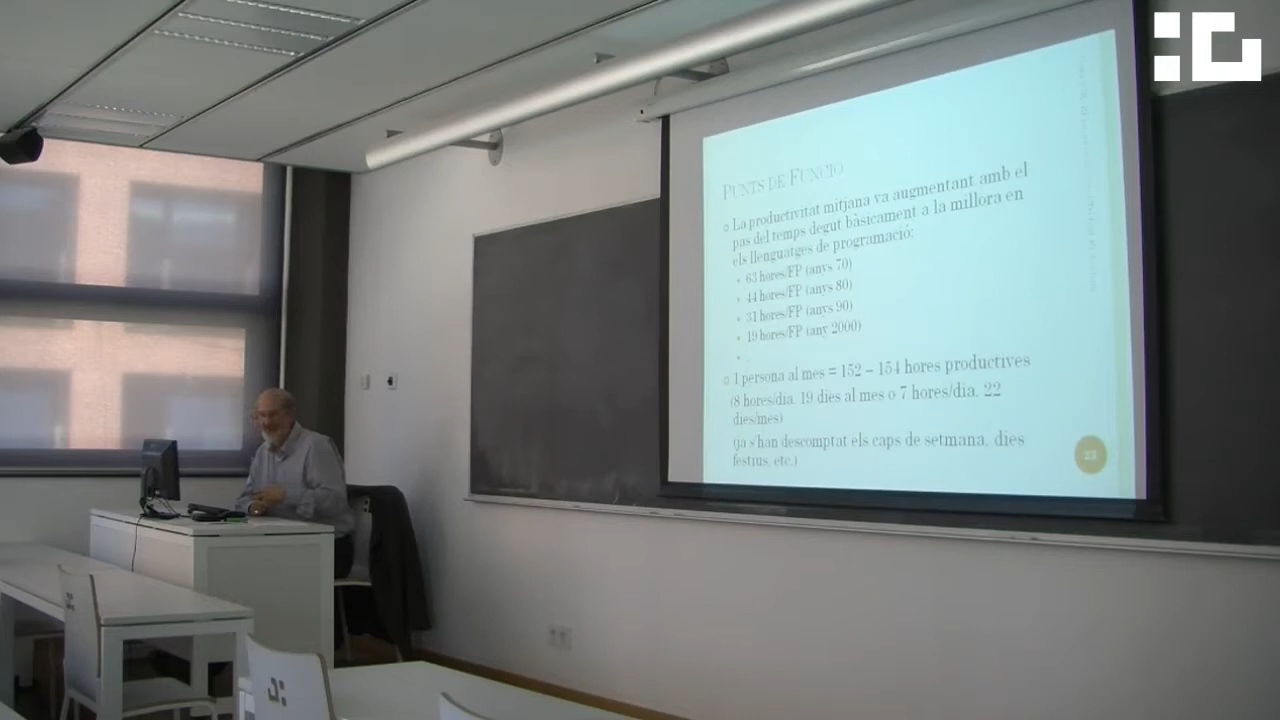 PUNTS DE FUNCIÓ
La productivitat mitjana va augmentant amb el
pas del temps degut bàsicament a la millora en
els llenguatges de programació:
63 hores/FP (anys 70)
44 hores/FP (anys 80)
31 hores/FP (anys 90)
19 hores/FP (any 2000)
1 persona al mes = 152 – 154 hores productives
(8 hores/dia, 19 dies al mes o 7 hores/dia, 22
dies/mes)
(ja s'han descomptat els caps de setmana, dies
festius, etc.)
23